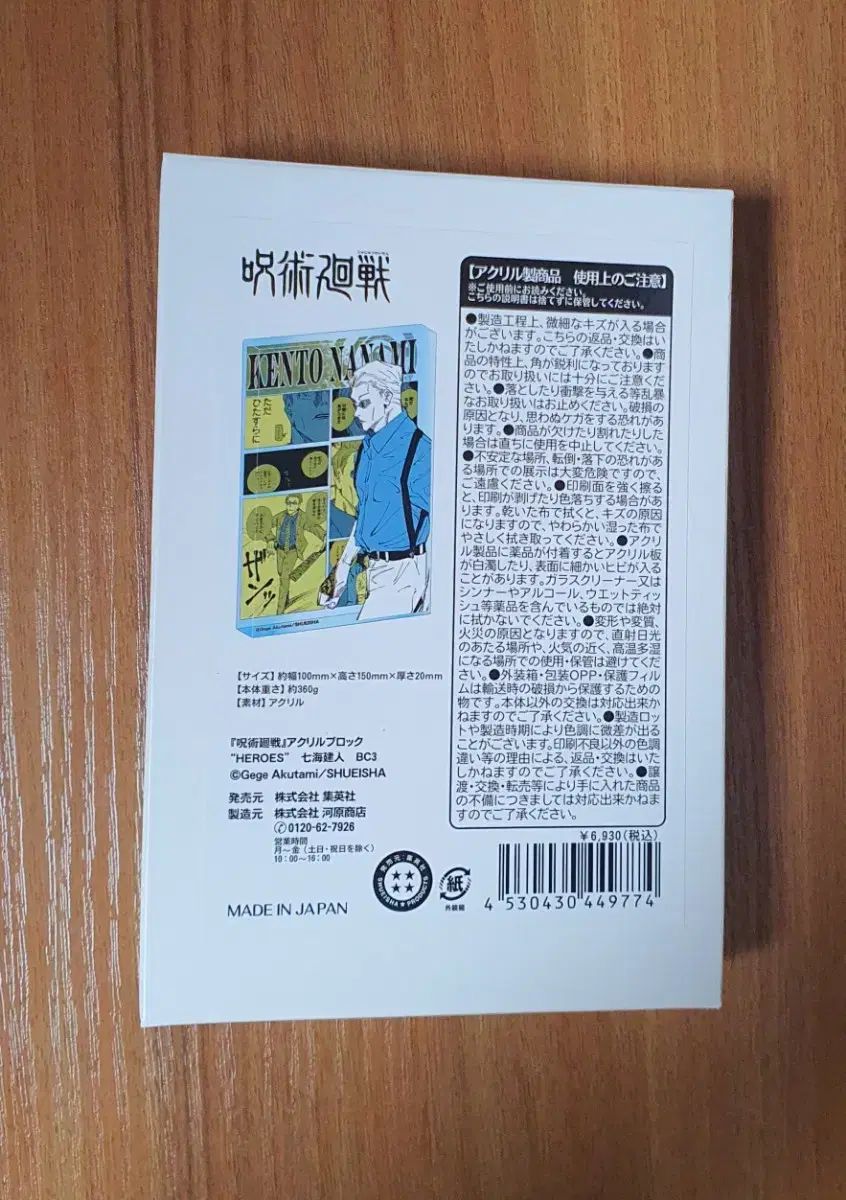 呪術廻戦
KENTO NANAMI
ただ
ひたすらに
ザンッ
©Gege Akutami/SHUEISHA
【サイズ】約幅100mm×高さ150mm×厚さ20mm
【本体重さ】約360g
【素材】アクリル
『呪術廻戦』アクリルブロック
"HEROES" 七海建人 BC3
©Gege Akutami/SHUEISHA
発売元 株式会社 集英社
製造元 株式会社 河原商店
0120-62-7926
営業時間
月～金（土日・祝日を除く）
10：00～16：00
MADE IN JAPAN
発売元：集英社
SHUEISHA PRODUCTS
紙
外装箱
【アクリル製商品 使用上のご注意】
※ご使用前にお読みください。
こちらの説明書は捨てずに保管してください。
●製造工程上、微細なキズが入る場合
がございます。こちらの返品・交換はい
たしかねますのでご了承ください。●商
品の特性上、角が鋭利になっております
のでお取り扱いには十分にご注意くだ
さい。●落としたり衝撃を与える等乱暴
なお取り扱いはお止めください。破損の
原因となり、思わぬケガをする恐れがあ
ります。●商品が欠けたり割れたりした
場合は直ちに使用を中止してください。
●不安定な場所、転倒・落下の恐れがあ
る場所での展示は大変危険ですので、
ご遠慮ください。●印刷面を強く擦る
と、印刷が剥げたり色落ちする場合があ
ります。乾いた布で拭くと、キズの原因
になりますので、やわらかい湿った布で
やさしく拭き取ってください。●アクリ
ル製品に薬品が付着するとアクリル板
が白濁したり、表面に細かいヒビが入る
ことがあります。ガラスクリーナー又は
シンナーやアルコール、ウエットティッ
シュ等薬品を含んでいるものでは絶対
に拭かないでください。●変形や変質、
火災の原因となりますので、直射日光
のあたる場所や、火気の近く、高温多湿
になる場所での使用・保管は避けてくだ
さい。●外装箱・包装OPP・保護フィル
ムは輸送時の破損から保護するための
物です。本体以外の交換は対応出来か
ねますのでご了承ください。●製造ロッ
トや製造時期により色調に微差が出る
ことがございます。印刷不良以外の色調
違い等の理由による、返品・交換はいた
しかねますのでご了承ください。●譲
渡・交換・転売等により手に入れた商品
の不備につきましては対応出来かねま
すのでご了承ください。
￥6,930（税込）
4 530430 449774